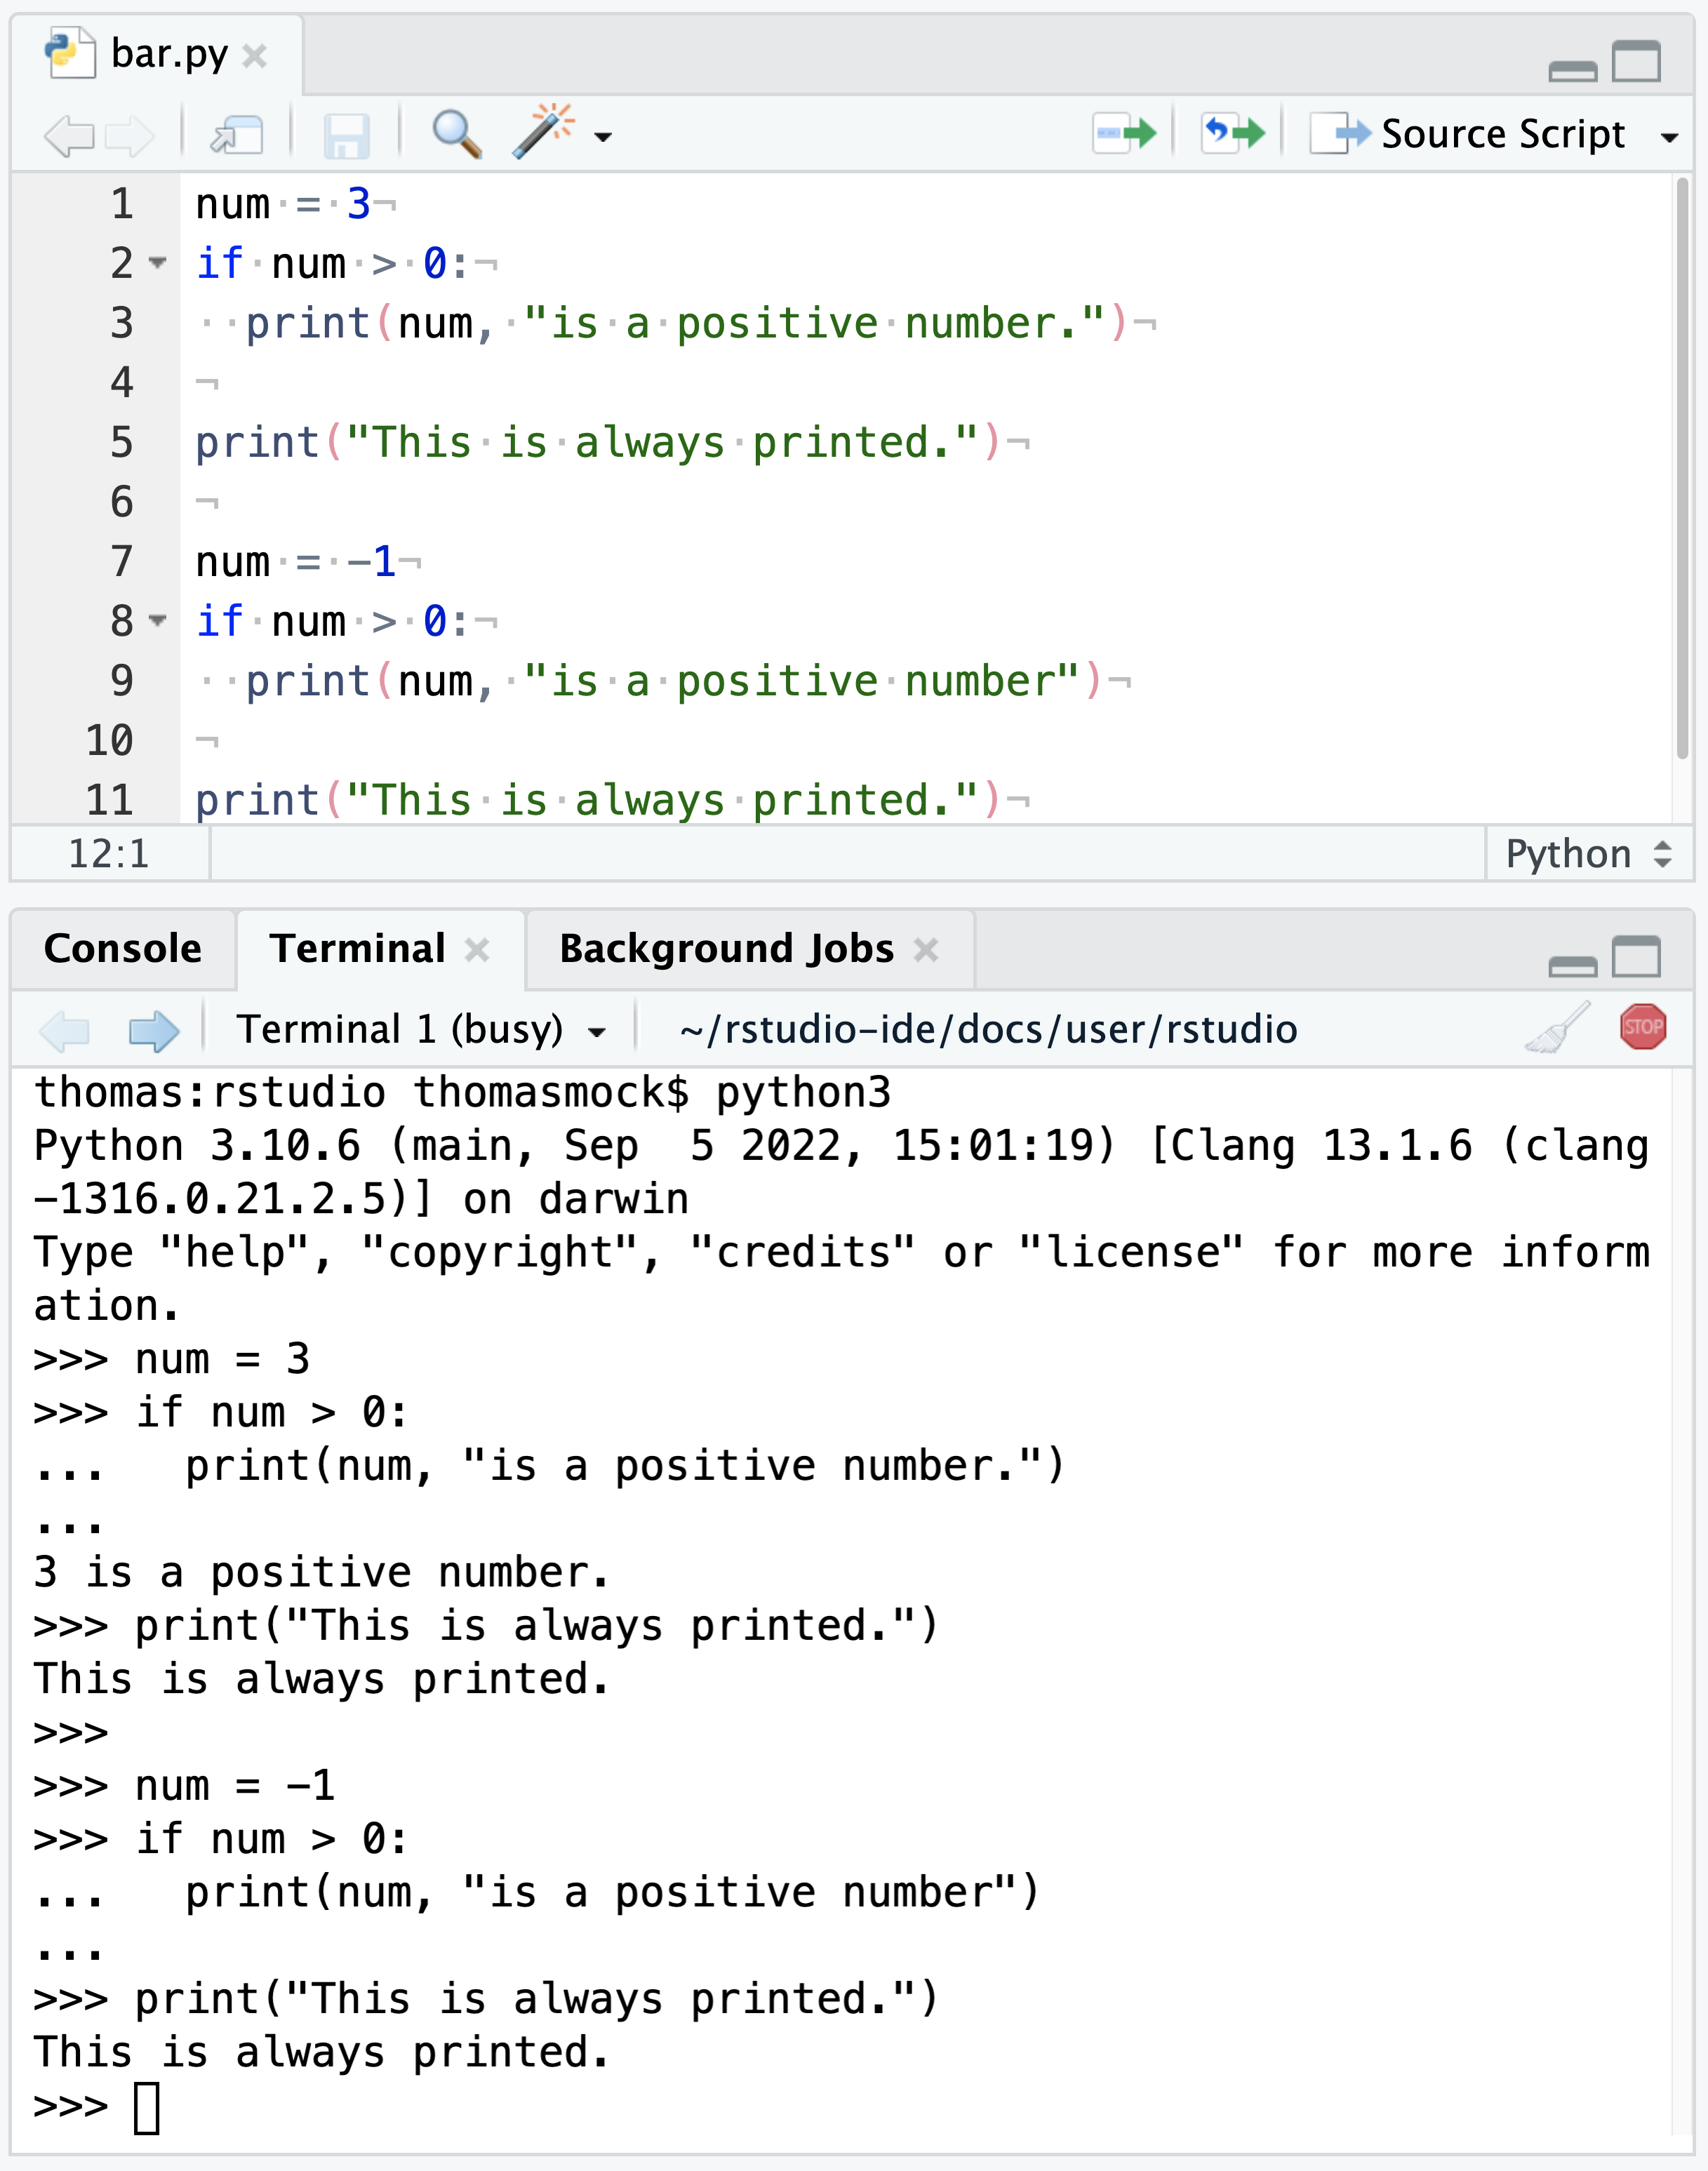 bar.py
Source Script
1 num = 3
2 if num > 0:
3   print(num, "is a positive number.")
4
5 print("This is always printed.")
6
7 num = -1
8 if num > 0:
9   print(num, "is a positive number")
10
11 print("This is always printed.")
12:1 Python
Console Terminal Background Jobs
Terminal 1 (busy) ~/rstudio-ide/docs/user/rstudio STOP
thomas:rstudio thomasmock$ python3
Python 3.10.6 (main, Sep  5 2022, 15:01:19) [Clang 13.1.6 (clang
-1316.0.21.2.5)] on darwin
Type "help", "copyright", "credits" or "license" for more inform
ation.
>>> num = 3
>>> if num > 0:
...   print(num, "is a positive number.")
...
3 is a positive number.
>>> print("This is always printed.")
This is always printed.
>>>
>>> num = -1
>>> if num > 0:
...   print(num, "is a positive number")
...
>>> print("This is always printed.")
This is always printed.
>>>